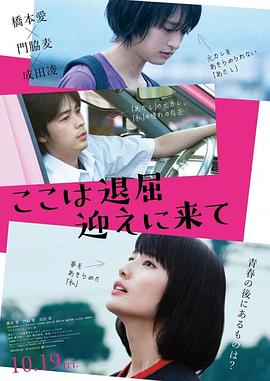 橋本愛
×
門脇麦
×
成田凌
元カレを
あきらめられない
「あたし」
「あたし」の元カレ、
「私」の憧れの存在
ここは退屈
迎えに来て
夢を
あきらめた
「私」
青春の後にあるものは?
10.19 FRI.